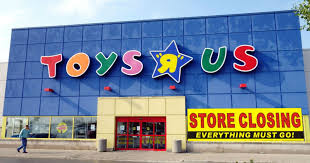 TOYS "R" US
STORE CLOSING
EVERYTHING MUST GO!